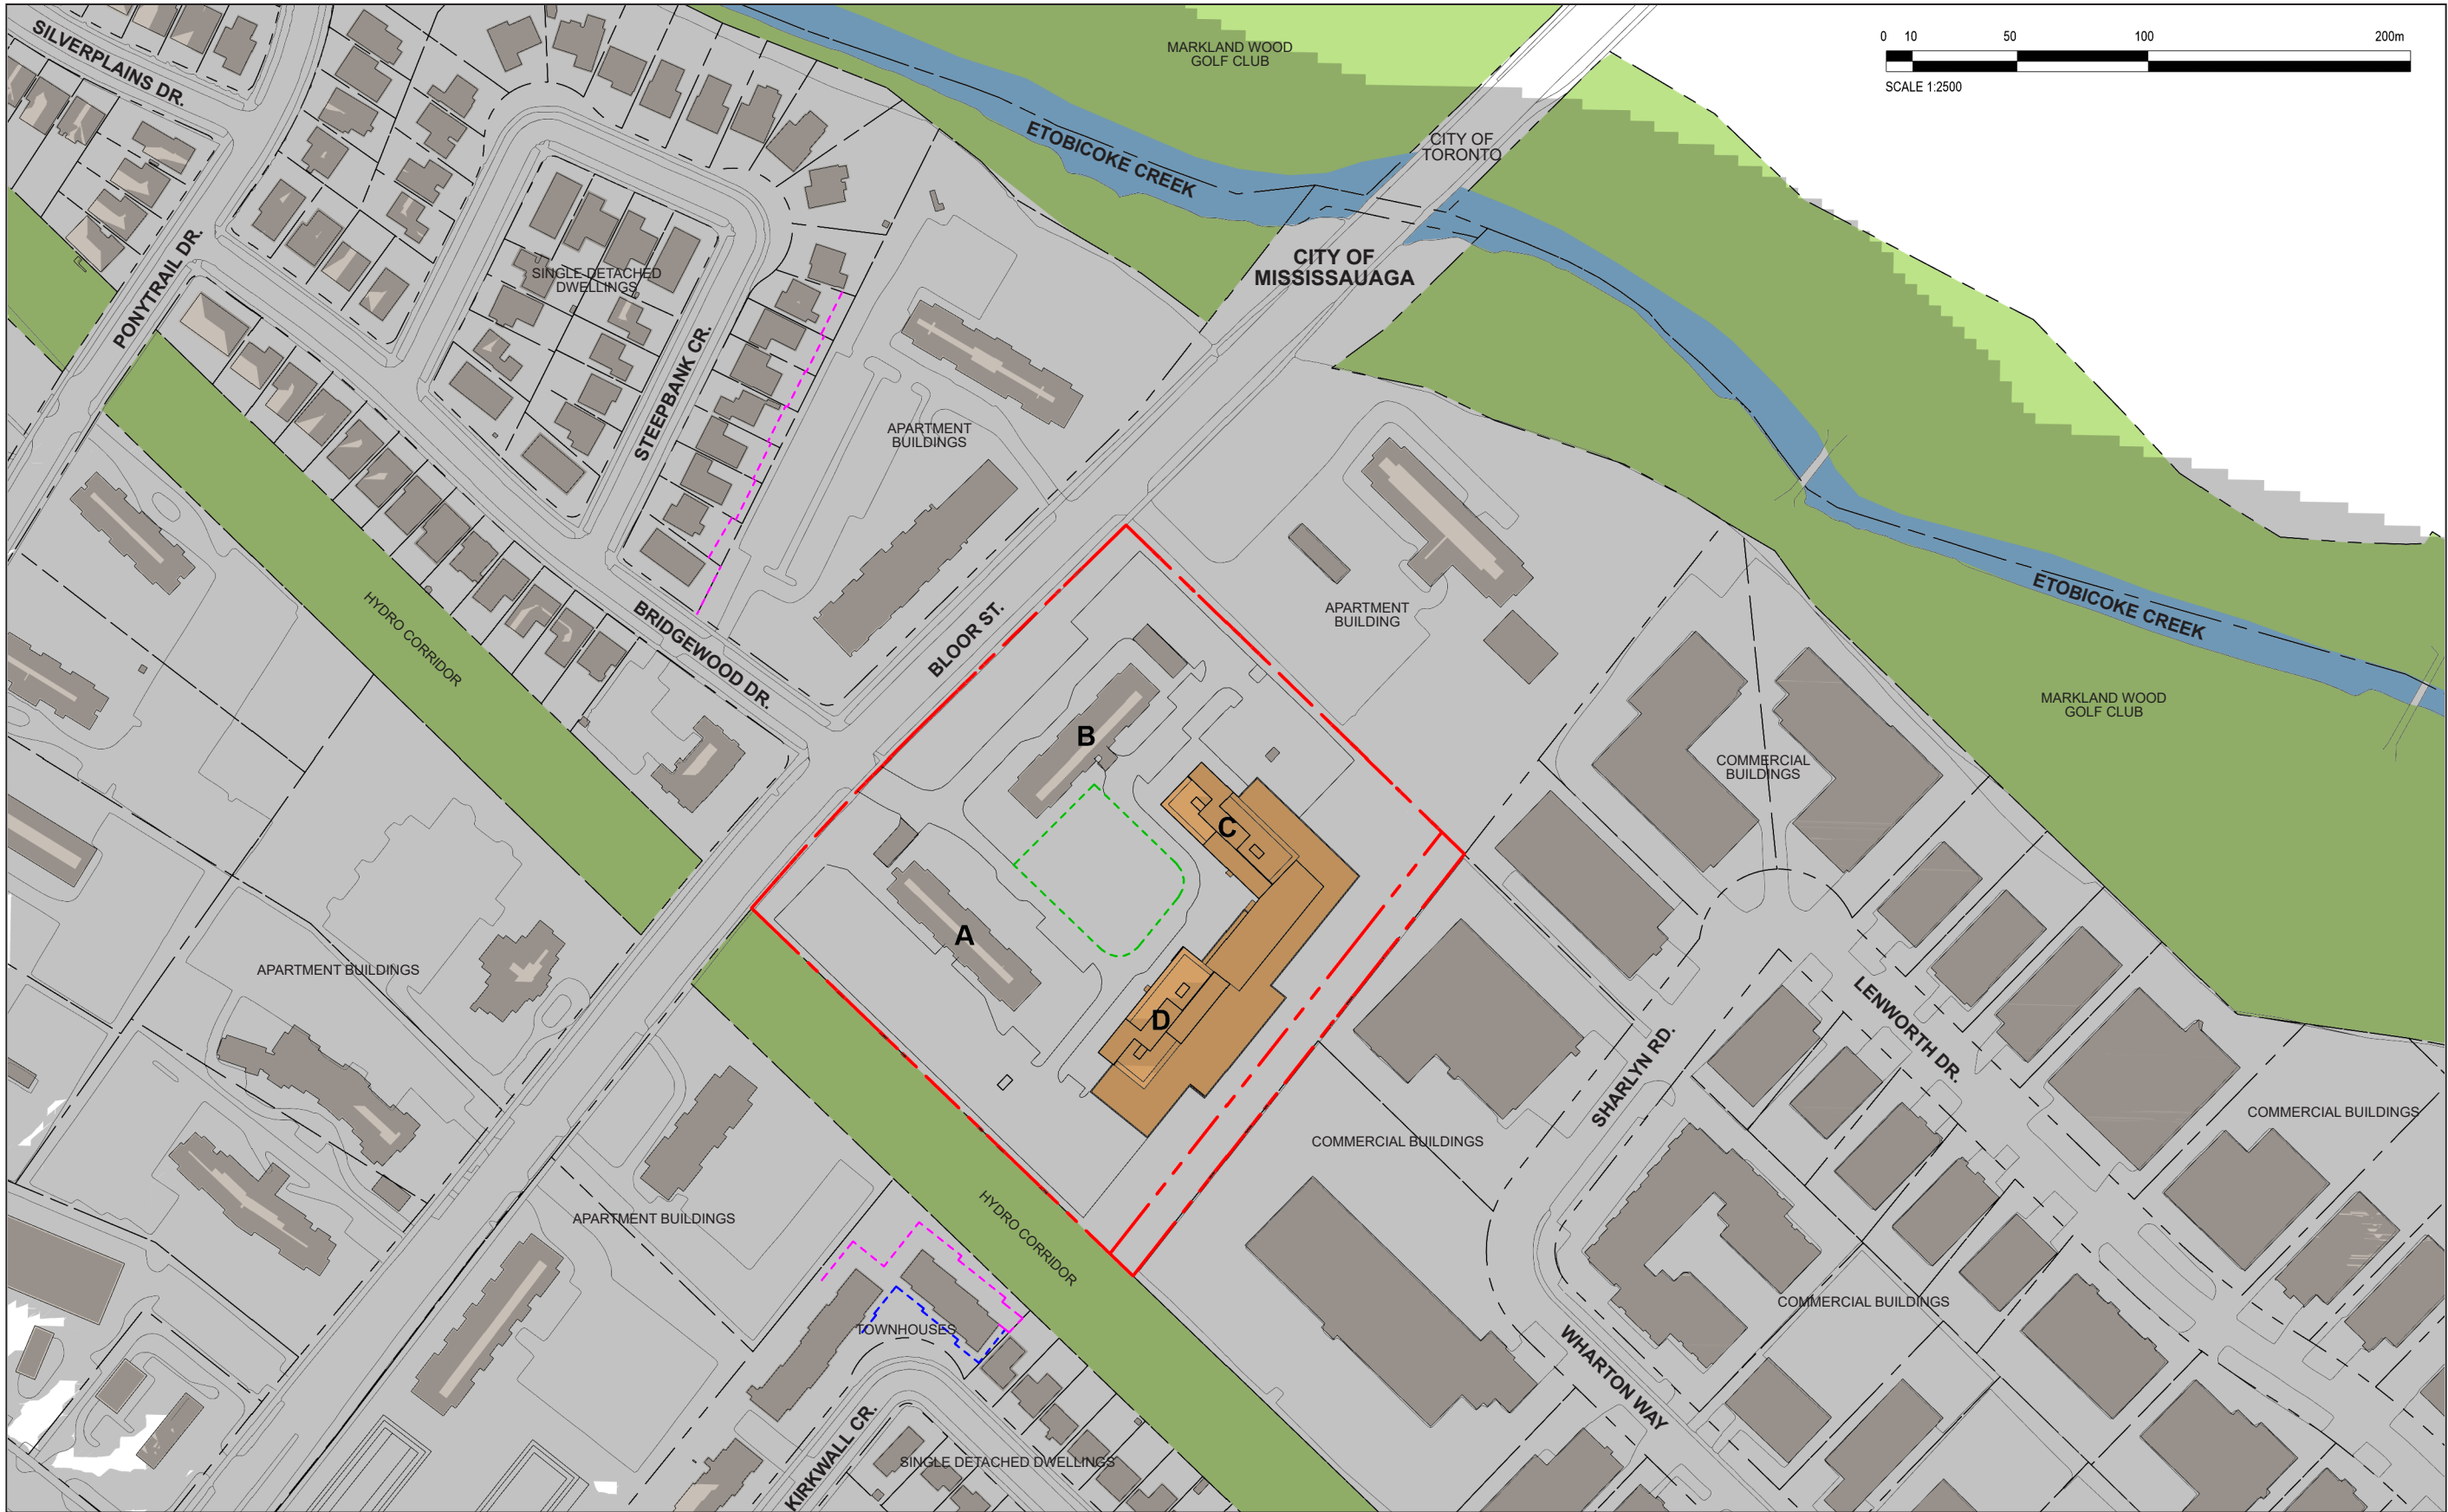 SILVERPLAINS DR.
MARKLAND WOOD
GOLF CLUB
0 10 50 100 200m
SCALE 1:2500
ETOBICOKE CREEK
CITY OF
TORONTO
CITY OF
MISSISSAUAGA
PONYTRAIL DR.
SINGLE DETACHED
DWELLINGS
STEEPBANK CR.
APARTMENT
BUILDINGS
HYDRO CORRIDOR
BRIDGEWOOD DR.
BLOOR ST.
APARTMENT
BUILDING
ETOBICOKE CREEK
MARKLAND WOOD
GOLF CLUB
B
COMMERCIAL
BUILDINGS
C
A
APARTMENT BUILDINGS
D
LENWORTH DR.
SHARLYN RD.
COMMERCIAL BUILDINGS
COMMERCIAL BUILDINGS
APARTMENT BUILDINGS
HYDRO CORRIDOR
COMMERCIAL BUILDINGS
TOWNHOUSES
WHARTON WAY
KIRKWALL CR.
SINGLE DETACHED DWELLINGS